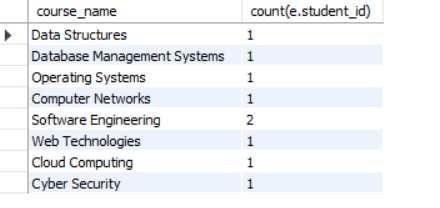 course_name count(e.student_id)
Data Structures 1
Database Management Systems 1
Operating Systems 1
Computer Networks 1
Software Engineering 2
Web Technologies 1
Cloud Computing 1
Cyber Security 1